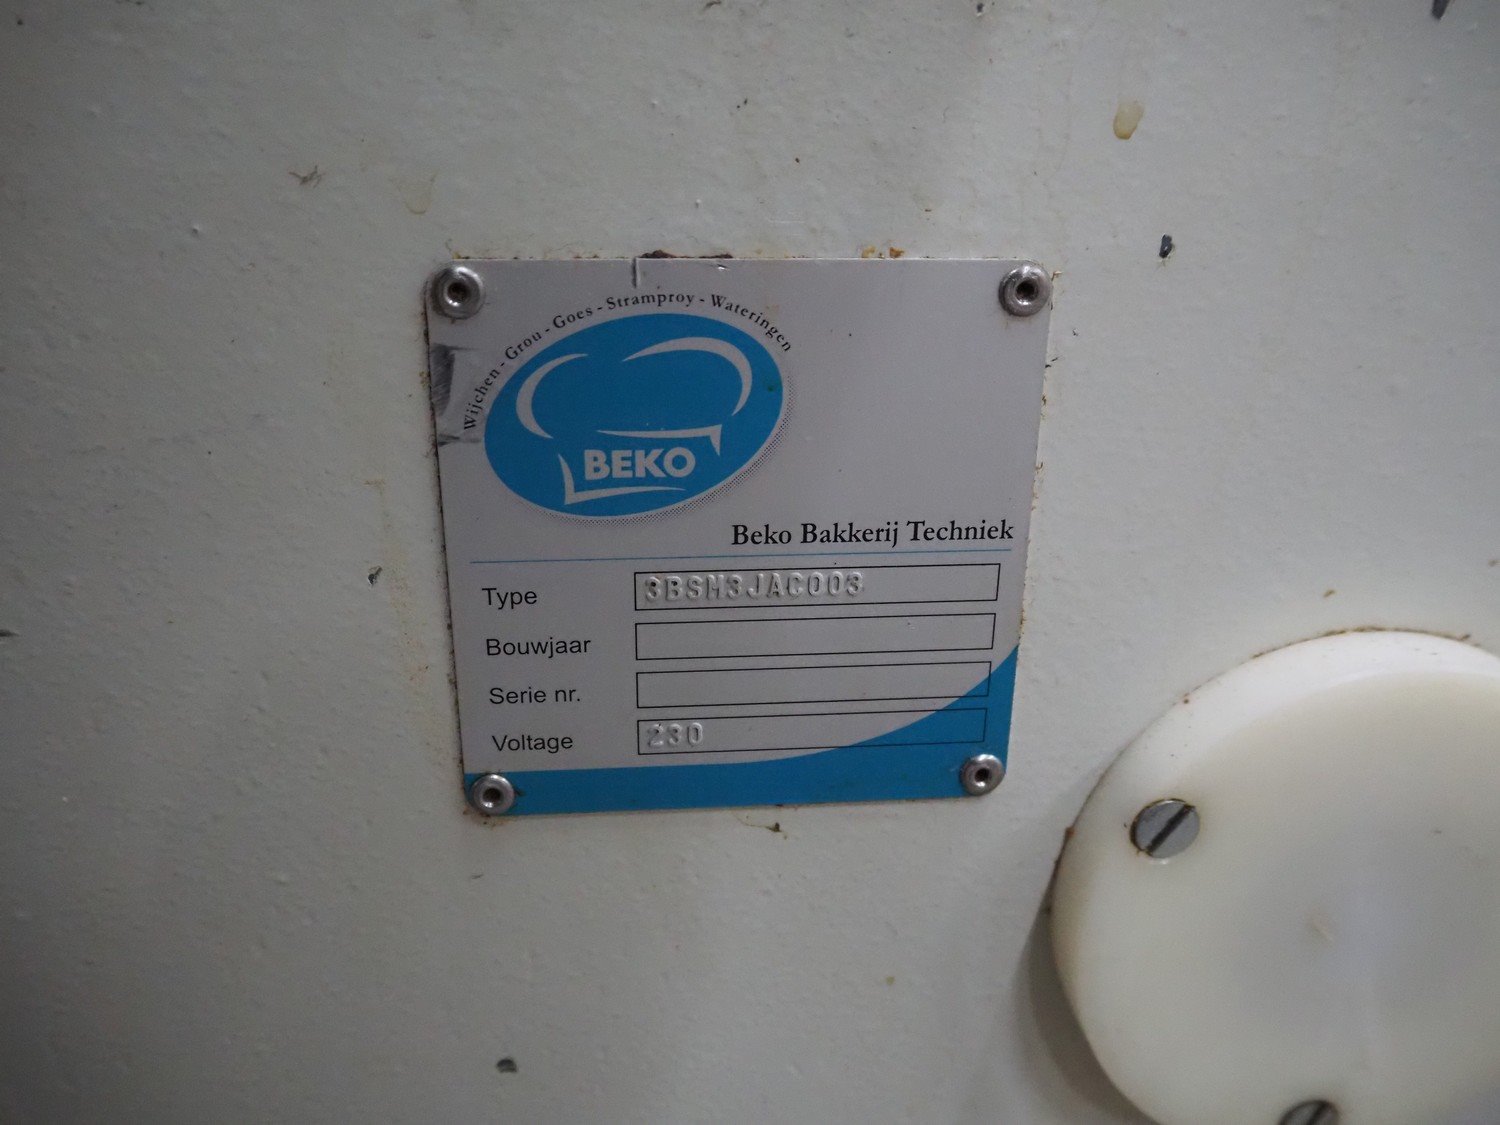 Wijchen - Grou - Goes - Stramproy - Wateringen
BEKO
Beko Bakkerij Techniek
Type 3BSM3JAC003
Bouwjaar
Serie nr.
Voltage 230